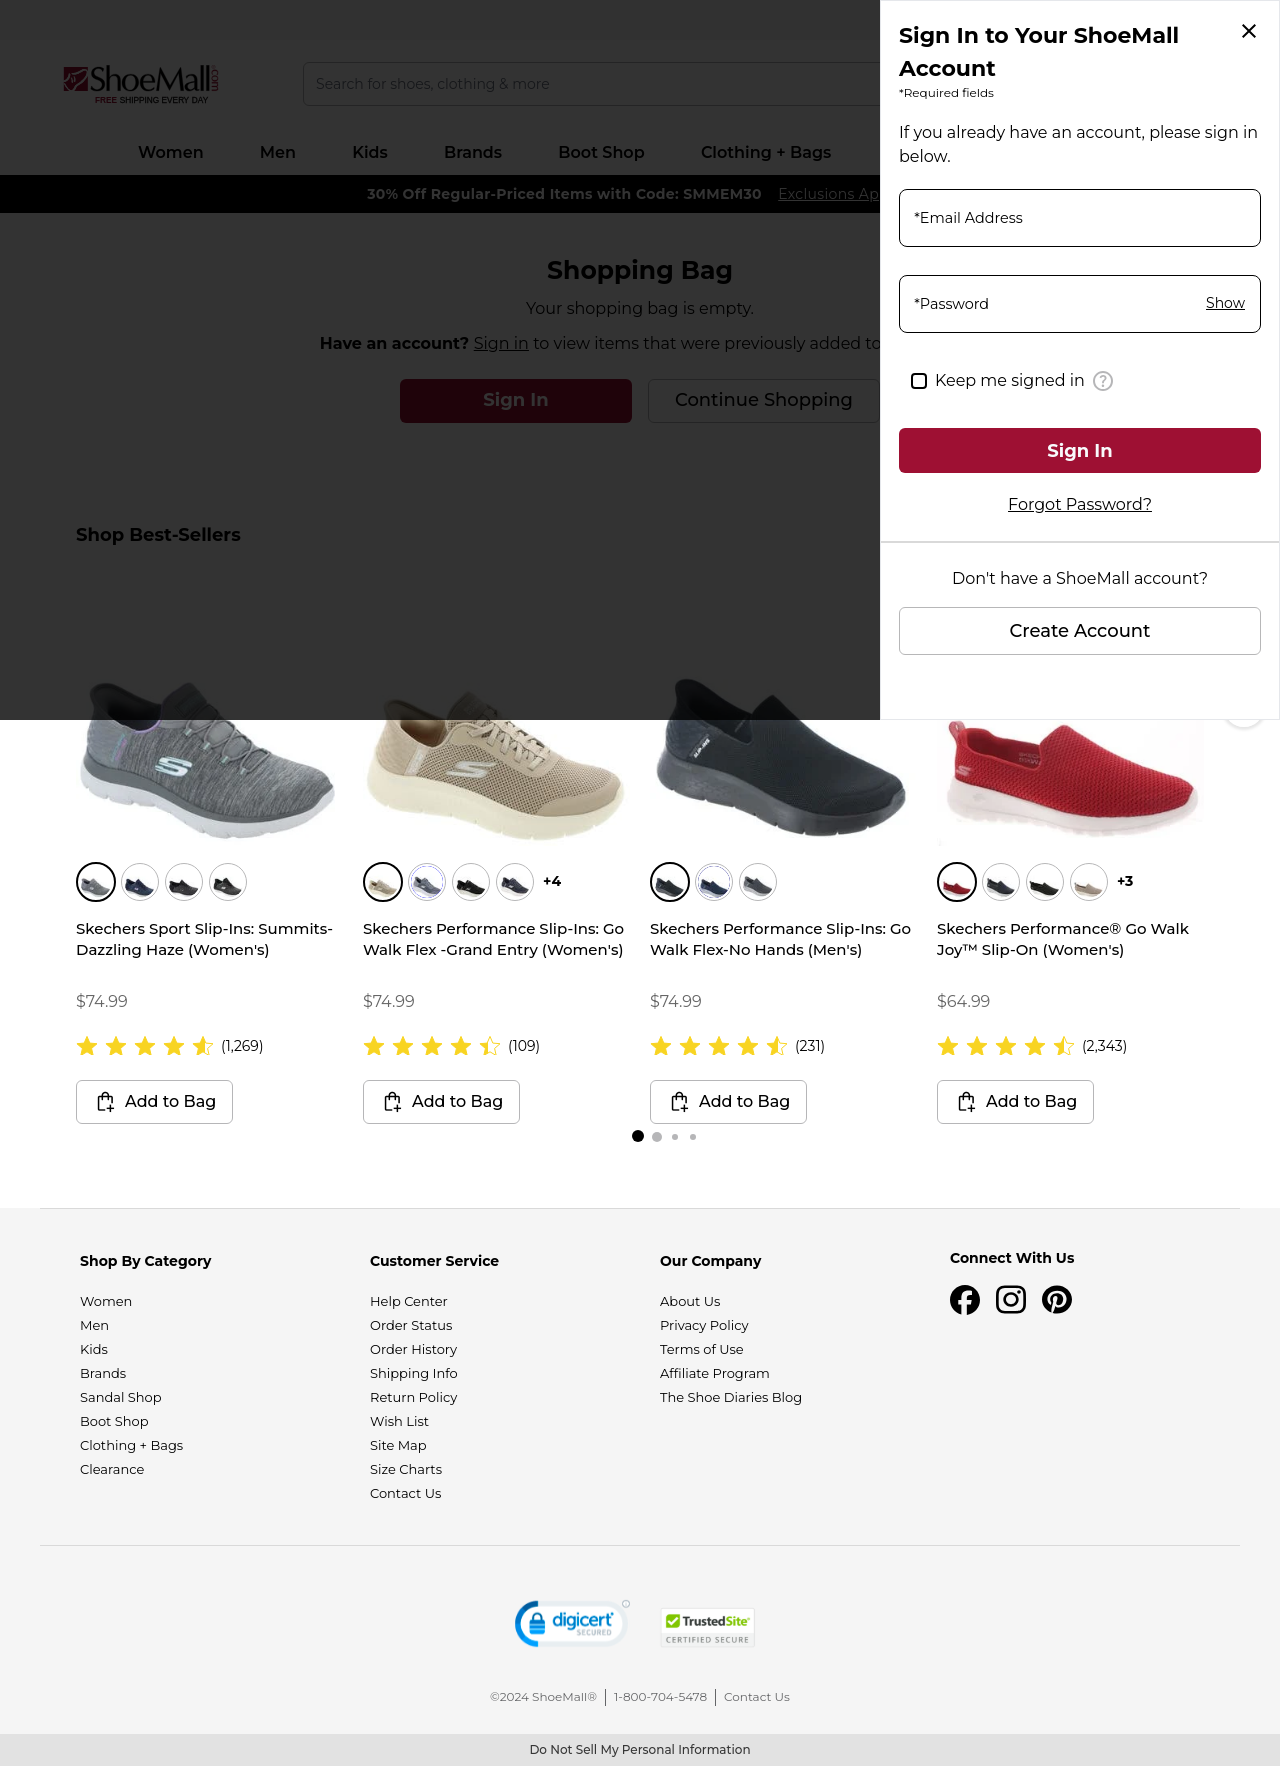 ShoeMall.com
FREE SHIPPING EVERY DAY
Search for shoes, clothing & more
Women
Men
Kids
Brands
Boot Shop
Clothing + Bags
30% Off Regular-Priced Items with Code: SMMEM30 Exclusions Ap
Shopping Bag
Your shopping bag is empty.
Have an account? Sign in to view items that were previously added to
Sign In
Continue Shopping
Shop Best-Sellers
Sign In to Your ShoeMall
Account
*Required fields
If you already have an account, please sign in
below.
*Email Address
*Password
Show
Keep me signed in
?
Sign In
Forgot Password?
Don't have a ShoeMall account?
Create Account
+4
+3
Skechers Sport Slip-Ins: Summits-
Dazzling Haze (Women's)
$74.99
(1,269)
Add to Bag
Skechers Performance Slip-Ins: Go
Walk Flex -Grand Entry (Women's)
$74.99
(109)
Add to Bag
Skechers Performance Slip-Ins: Go
Walk Flex-No Hands (Men's)
$74.99
(231)
Add to Bag
Skechers Performance® Go Walk
Joy™ Slip-On (Women's)
$64.99
(2,343)
Add to Bag
Shop By Category
Women
Men
Kids
Brands
Sandal Shop
Boot Shop
Clothing + Bags
Clearance
Customer Service
Help Center
Order Status
Order History
Shipping Info
Return Policy
Wish List
Site Map
Size Charts
Contact Us
Our Company
About Us
Privacy Policy
Terms of Use
Affiliate Program
The Shoe Diaries Blog
Connect With Us
digicert
SECURED
TrustedSite
CERTIFIED SECURE
©2024 ShoeMall® | 1-800-704-5478 | Contact Us
Do Not Sell My Personal Information